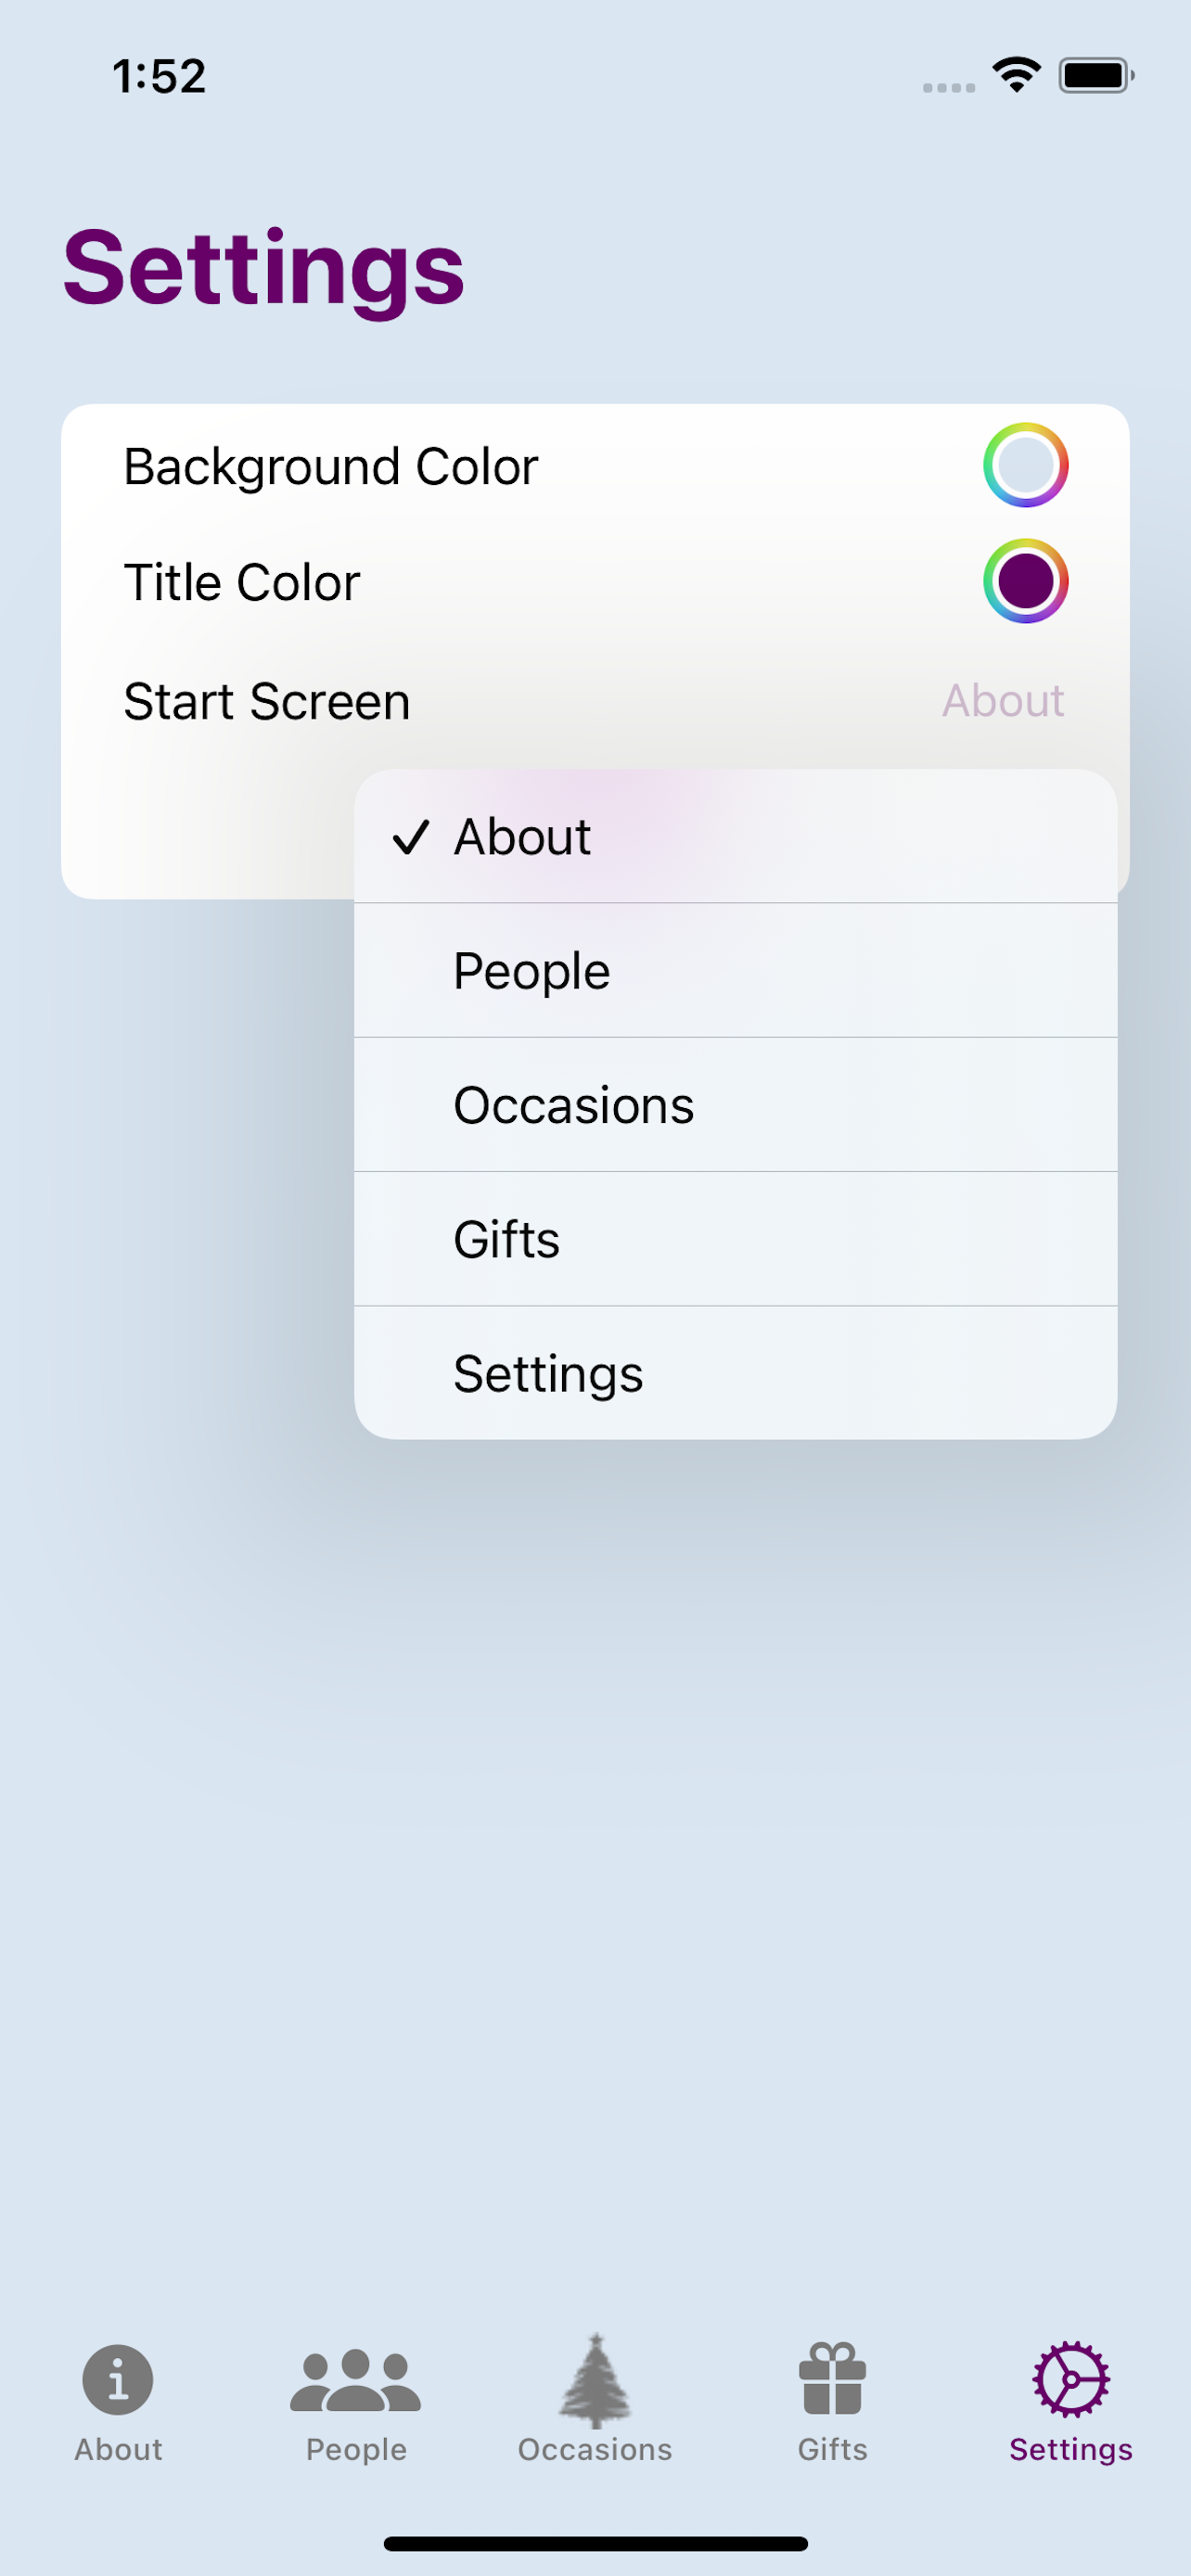 1:52
Settings
Background Color
Title Color
Start Screen About
About
People
Occasions
Gifts
Settings
About People Occasions Gifts Settings